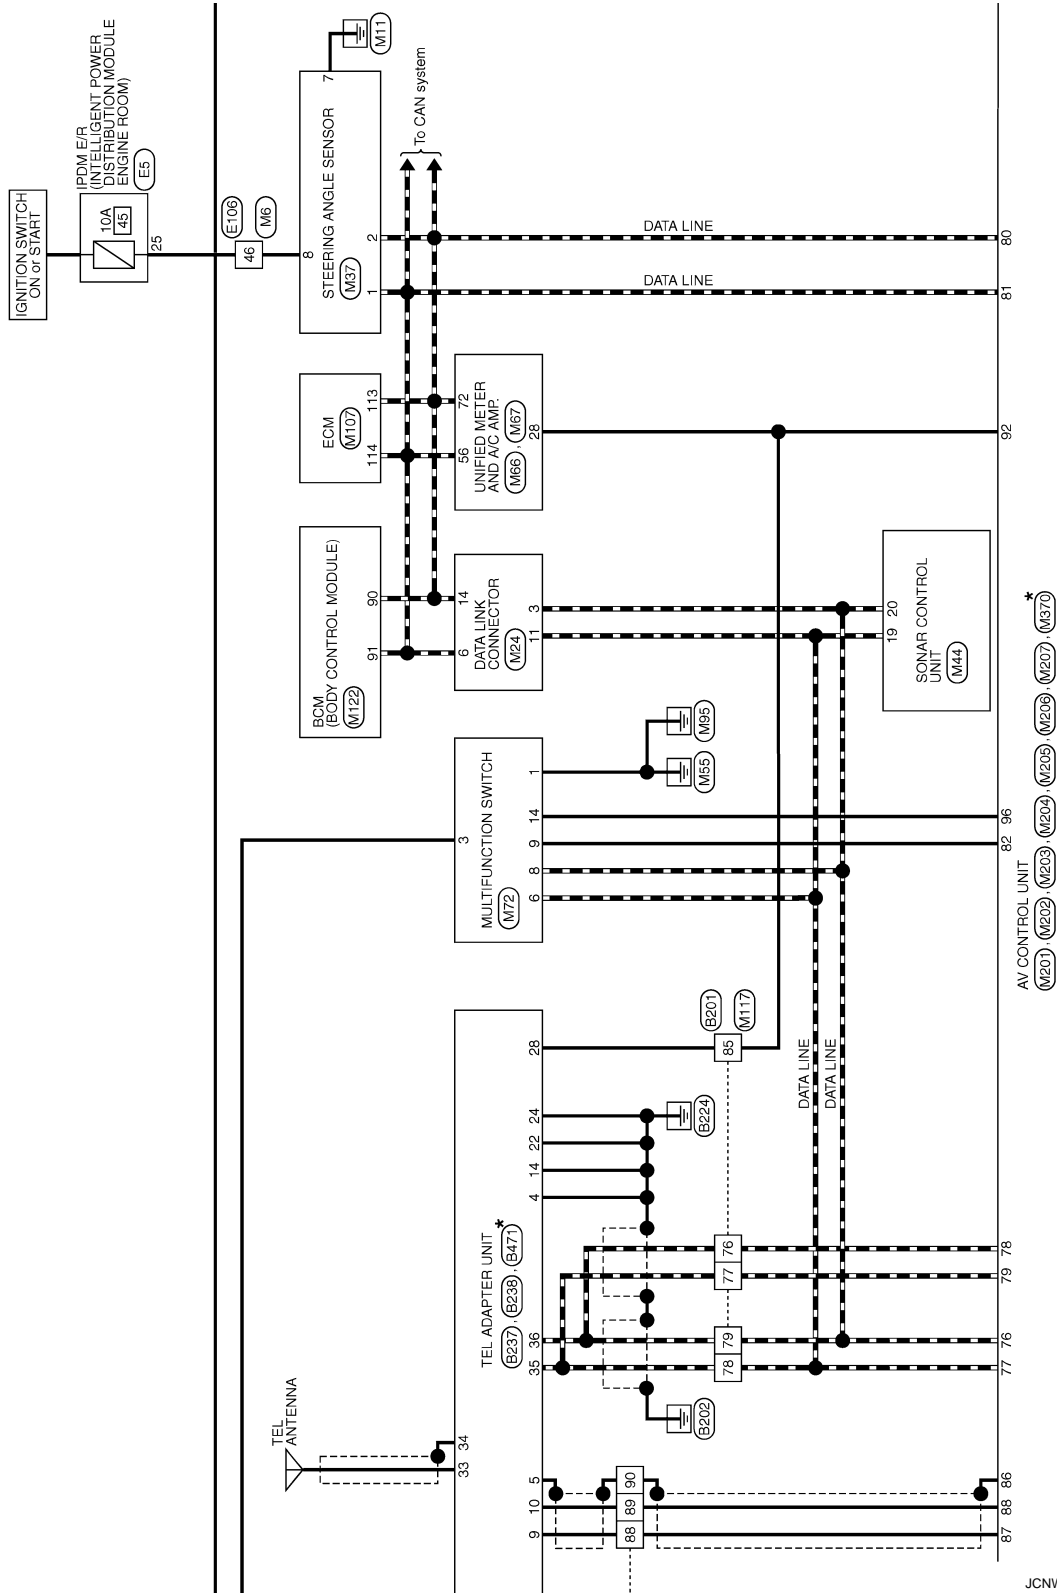 IGNITION SWITCH
ON or START
IPDM E/R
(INTELLIGENT POWER
DISTRIBUTION MODULE
ENGINE ROOM)
E5
10A
45
25
E106
M6
46
8
STEERING ANGLE SENSOR
M37
7
M11
2
1
To CAN system
DATA LINE
DATA LINE
80
81
ECM
M107
113
114
72
56
UNIFIED METER
AND A/C AMP.
M66 , M67
28
92
BCM
(BODY CONTROL MODULE)
M122
90
91
14
6
DATA LINK
CONNECTOR
M24
3
11
20
19
SONAR CONTROL
UNIT
M44
3
MULTIFUNCTION SWITCH
M72
1
14
9
8
6
M95
M55
96
82
AV CONTROL UNIT
M201 , M202 , M203 , M204 , M205 , M206 , M207 , M370
*
TEL ADAPTER UNIT
B237 , B238 , B471
*
28
24
22
14
4
36
35
B201
M117
85
B224
DATA LINE
DATA LINE
76
77
79
78
78
79
76
77
B202
TEL
ANTENNA
34
33
5
10
9
90
89
88
86
88
87
JCNW